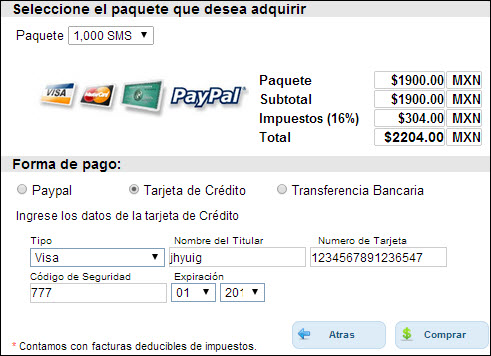 Seleccione el paquete que desea adquirir
Paquete 1,000 SMS
VISA MasterCard PayPal
Paquete $1900.00 MXN
Subtotal $1900.00 MXN
Impuestos (16%) $304.00 MXN
Total $2204.00 MXN
Forma de pago:
Paypal Tarjeta de Crédito Transferencia Bancaria
Ingrese los datos de la tarjeta de Crédito
Tipo Nombre del Titular Numero de Tarjeta
Visa jhyuig 1234567891236547
Código de Seguridad Expiración
777 01 201
Atras Comprar
* Contamos con facturas deducibles de impuestos.